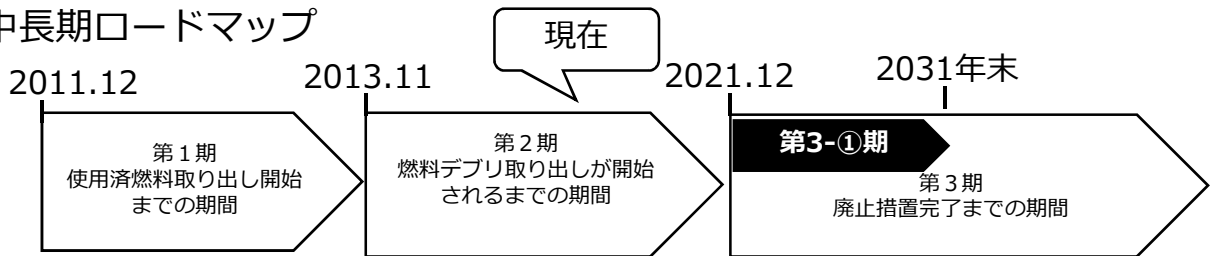 中長期ロードマップ
現在
2011.12
2013.11
2021.12
2031年末
第１期
使用済燃料取り出し開始
までの期間
第２期
燃料デブリ取り出しが開始
されるまでの期間
第3-①期
第３期
廃止措置完了までの期間